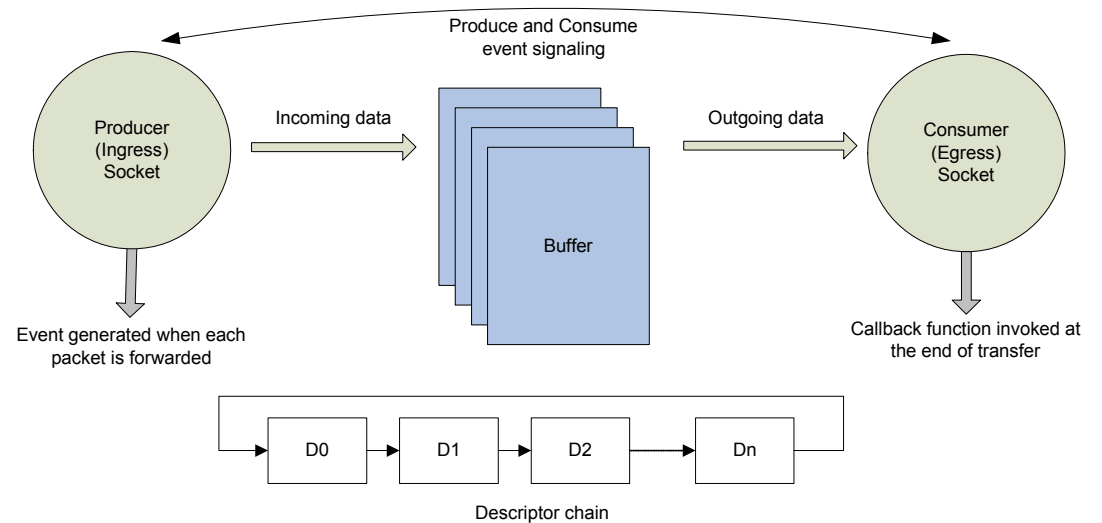 Produce and Consume
event signaling
Producer
(Ingress)
Socket
Incoming data
Buffer
Outgoing data
Consumer
(Egress)
Socket
Event generated when each
packet is forwarded
Callback function invoked at
the end of transfer
D0
D1
D2
Dn
Descriptor chain